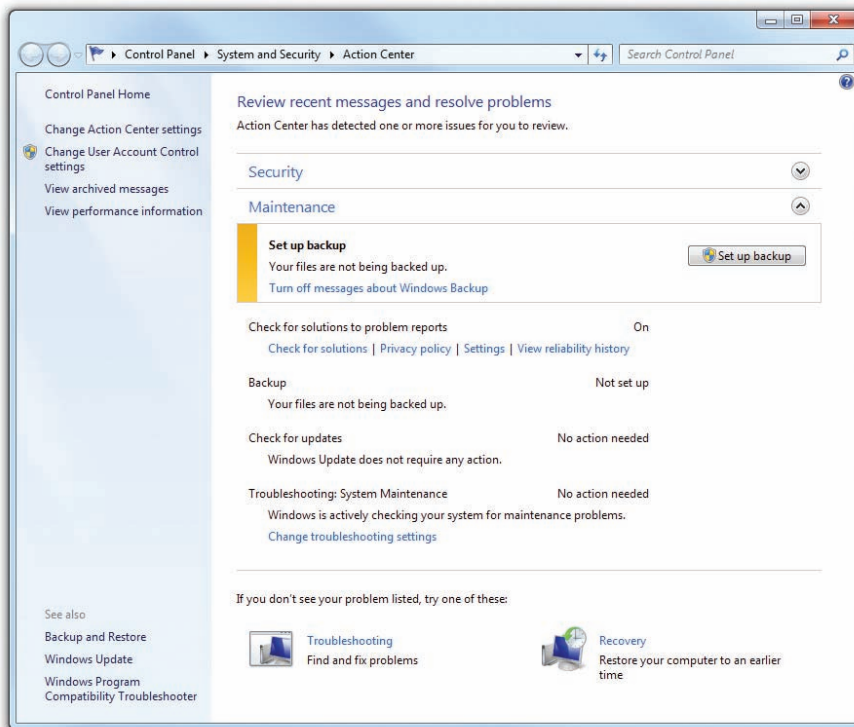 Control Panel ▸ System and Security ▸ Action Center
Search Control Panel
Control Panel Home
Change Action Center settings
Change User Account Control
settings
View archived messages
View performance information
See also
Backup and Restore
Windows Update
Windows Program
Compatibility Troubleshooter
Review recent messages and resolve problems
Action Center has detected one or more issues for you to review.
Security
Maintenance
Set up backup
Your files are not being backed up.
Turn off messages about Windows Backup
Set up backup
Check for solutions to problem reports On
Check for solutions | Privacy policy | Settings | View reliability history
Backup Not set up
Your files are not being backed up.
Check for updates No action needed
Windows Update does not require any action.
Troubleshooting: System Maintenance No action needed
Windows is actively checking your system for maintenance problems.
Change troubleshooting settings
If you don't see your problem listed, try one of these:
Troubleshooting
Find and fix problems
Recovery
Restore your computer to an earlier
time